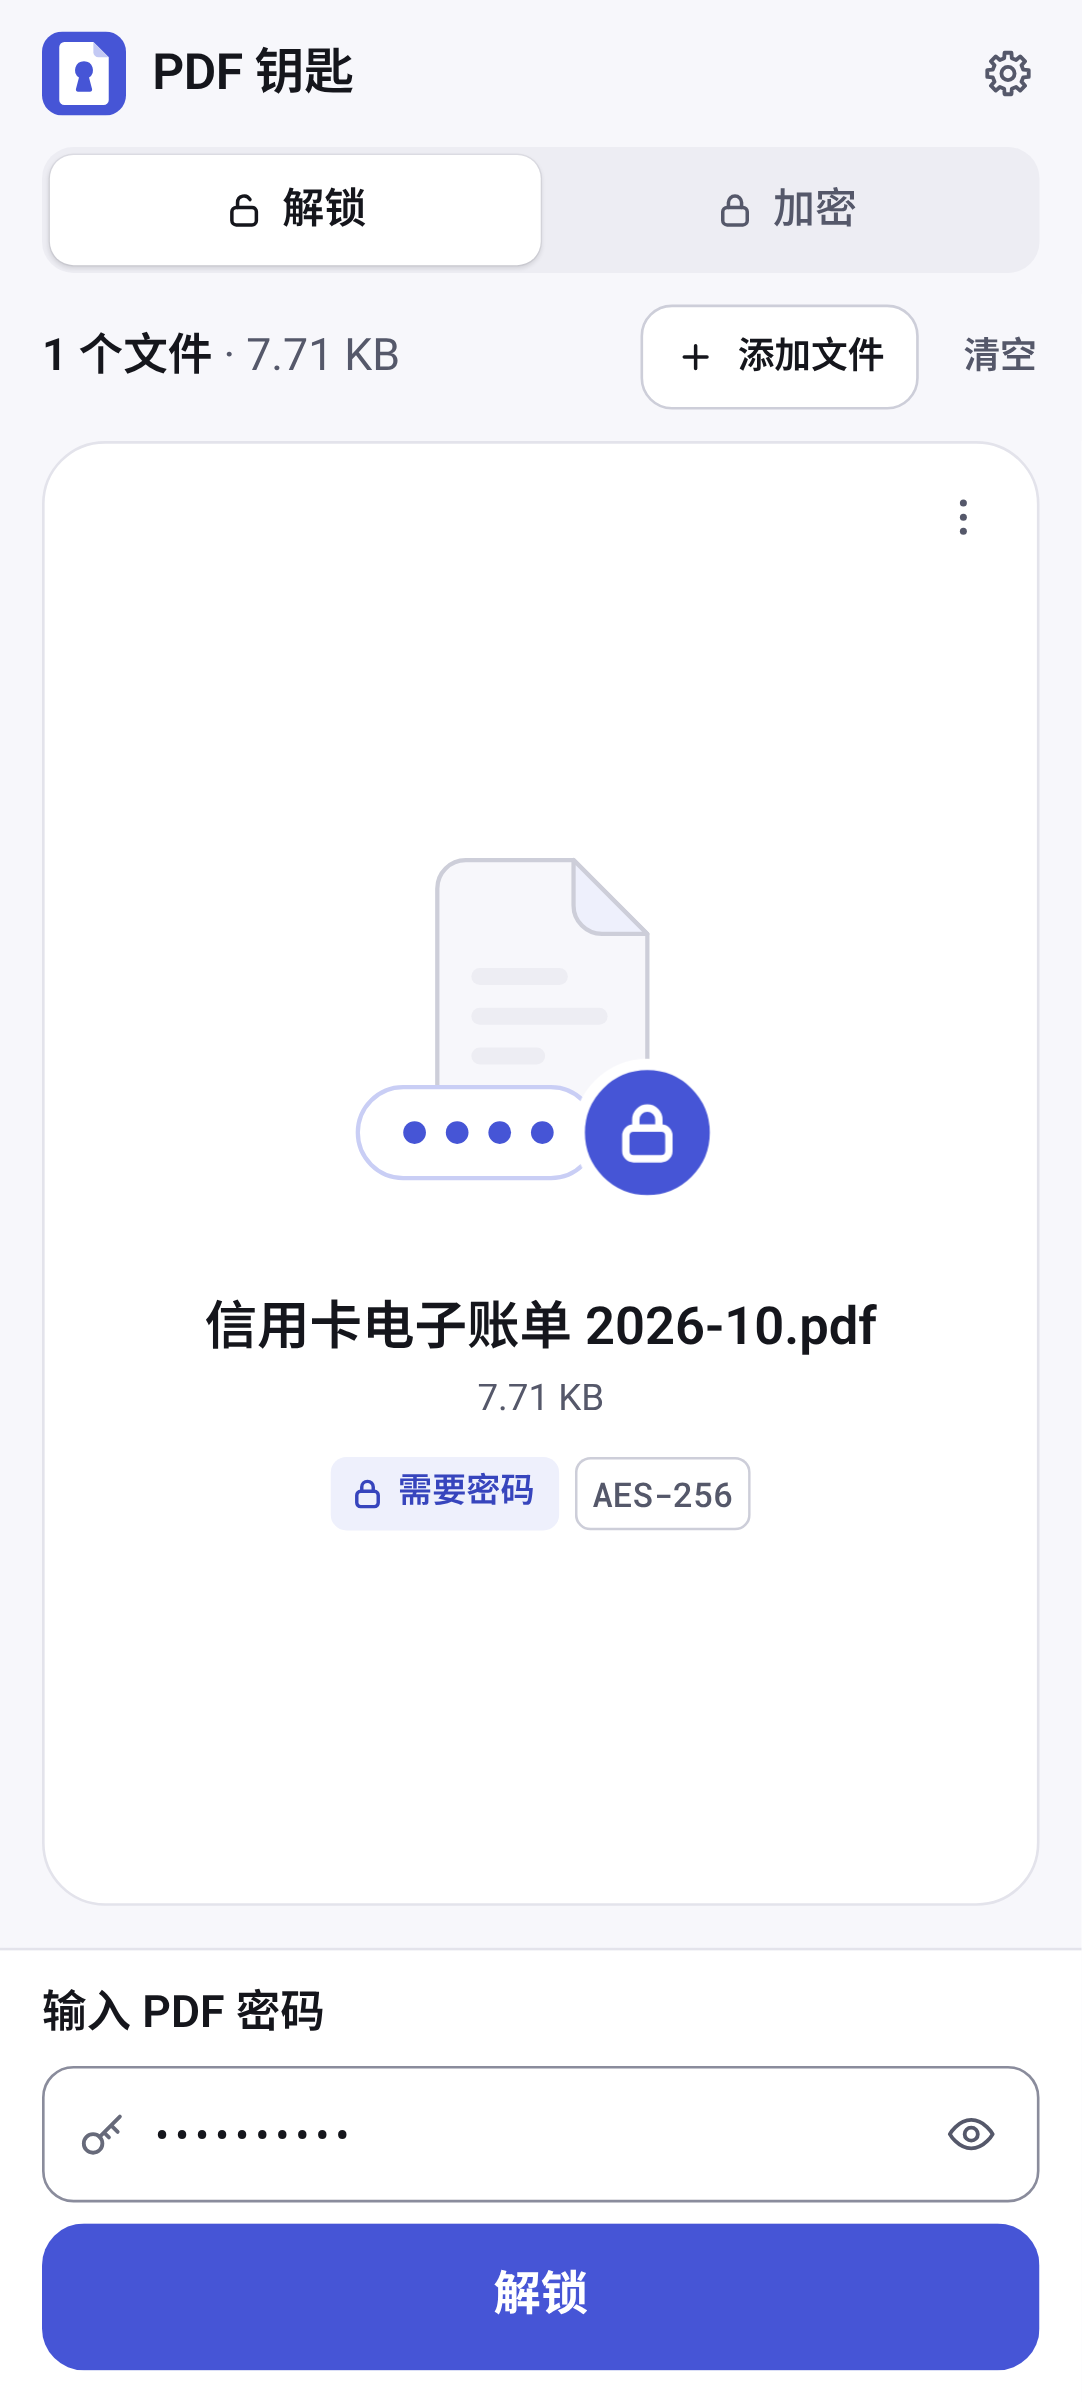 PDF 钥匙
解锁
加密
1 个文件 · 7.71 KB
添加文件
清空
信用卡电子账单 2026-10.pdf
7.71 KB
需要密码
AES-256
输入 PDF 密码
••••••••••
解锁